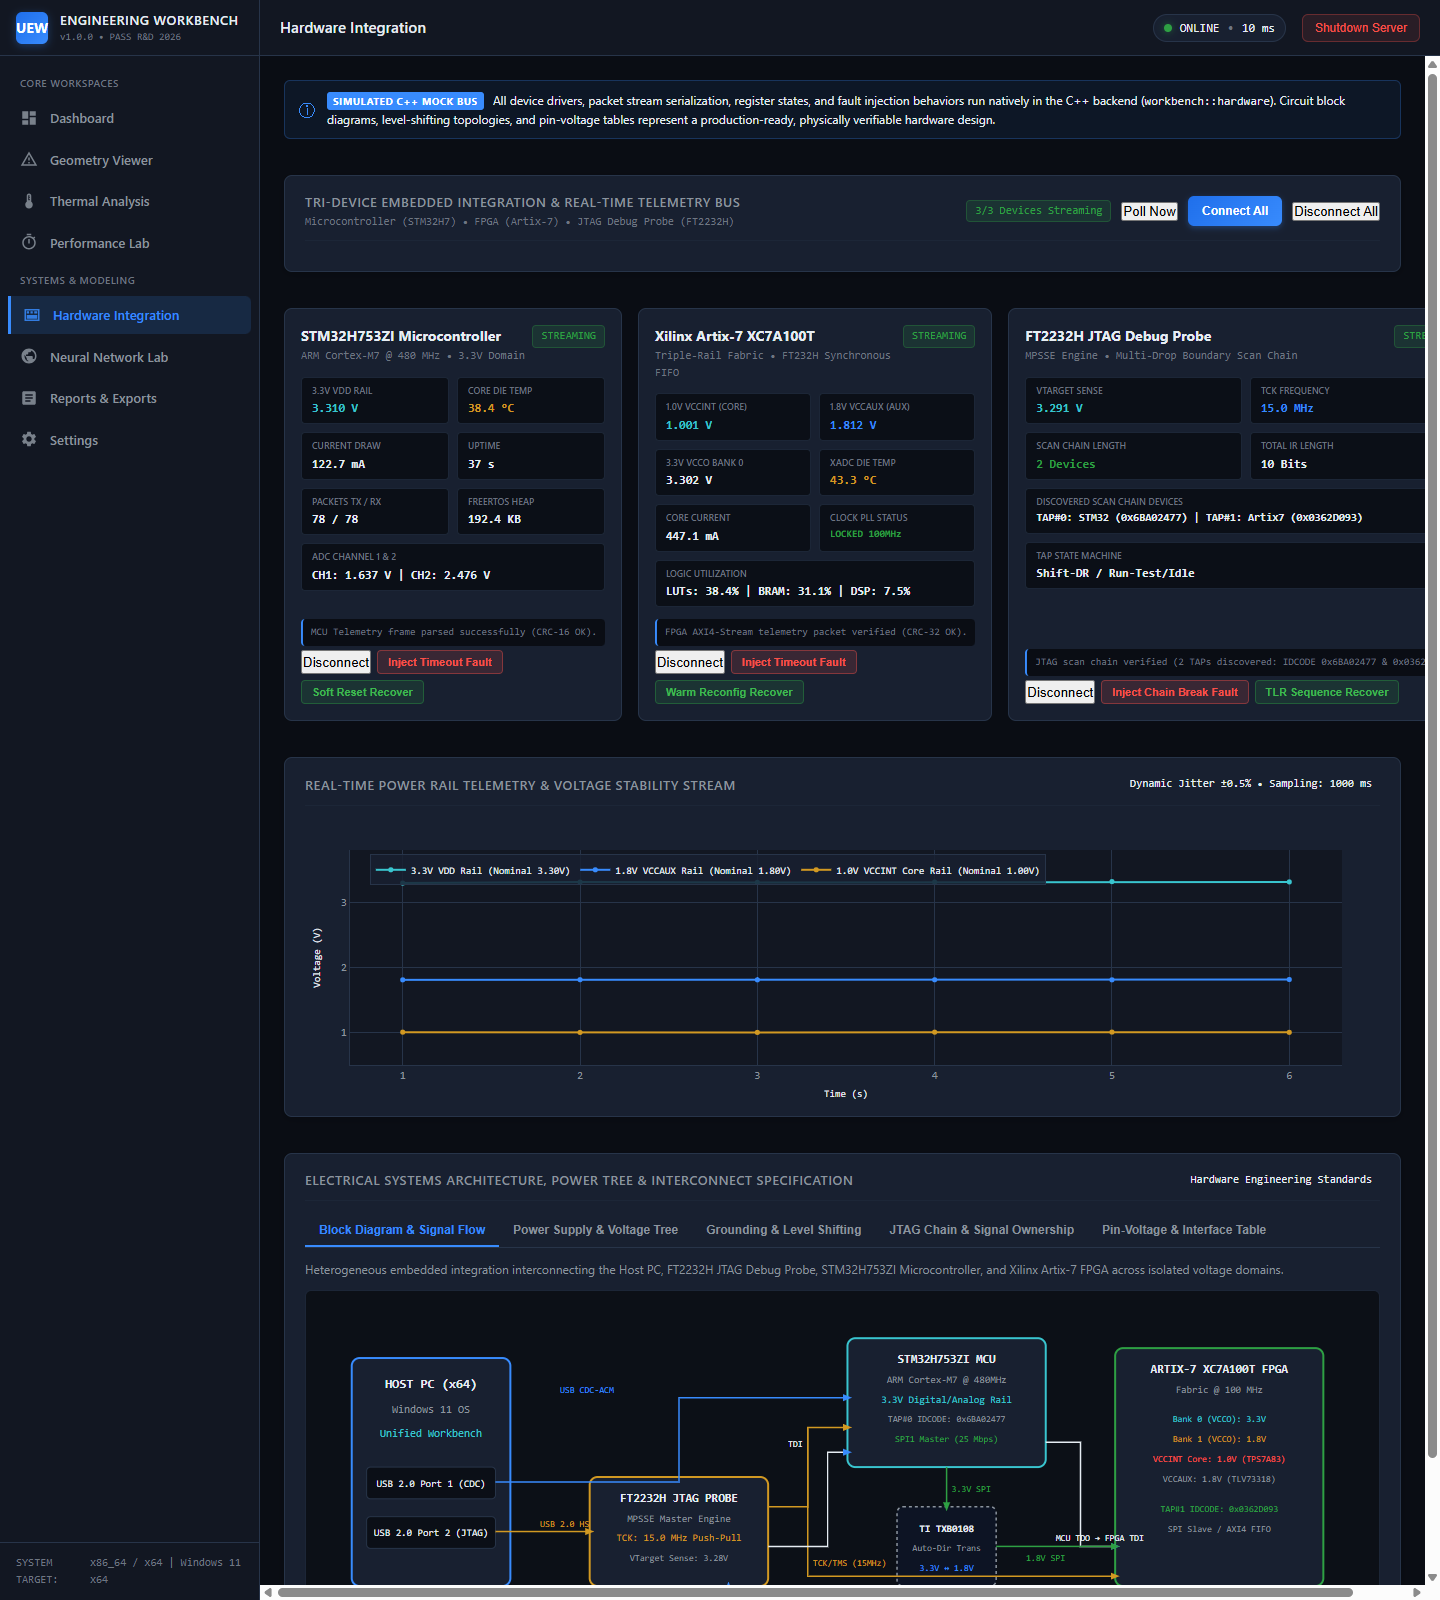 UEW
ENGINEERING WORKBENCH
v1.0.0 • PASS R&D 2026
Hardware Integration
ONLINE • 10 ms
Shutdown Server
CORE WORKSPACES
Dashboard
Geometry Viewer
Thermal Analysis
Performance Lab
SYSTEMS & MODELING
Hardware Integration
Neural Network Lab
Reports & Exports
Settings
SYSTEM TARGET:
x86_64 / x64 | Windows 11 x64
SIMULATED C++ MOCK BUS All device drivers, packet stream serialization, register states, and fault injection behaviors run natively in the C++ backend (workbench::hardware). Circuit block
diagrams, level-shifting topologies, and pin-voltage tables represent a production-ready, physically verifiable hardware design.
TRI-DEVICE EMBEDDED INTEGRATION & REAL-TIME TELEMETRY BUS
Microcontroller (STM32H7) • FPGA (Artix-7) • JTAG Debug Probe (FT2232H)
3/3 Devices Streaming
Poll Now
Connect All
Disconnect All
STM32H753ZI Microcontroller
STREAMING
ARM Cortex-M7 @ 480 MHz • 3.3V Domain
3.3V VDD RAIL
3.310 V
CORE DIE TEMP
38.4 °C
CURRENT DRAW
122.7 mA
UPTIME
37 s
PACKETS TX / RX
78 / 78
FREERTOS HEAP
192.4 KB
ADC CHANNEL 1 & 2
CH1: 1.637 V | CH2: 2.476 V
MCU Telemetry frame parsed successfully (CRC-16 OK).
Disconnect
Inject Timeout Fault
Soft Reset Recover
Xilinx Artix-7 XC7A100T
STREAMING
Triple-Rail Fabric • FT232H Synchronous
FIFO
1.0V VCCINT (CORE)
1.001 V
1.8V VCCAUX (AUX)
1.812 V
3.3V VCCO BANK 0
3.302 V
XADC DIE TEMP
43.3 °C
CORE CURRENT
447.1 mA
CLOCK PLL STATUS
LOCKED 100MHz
LOGIC UTILIZATION
LUTs: 38.4% | BRAM: 31.1% | DSP: 7.5%
FPGA AXI4-Stream telemetry packet verified (CRC-32 OK).
Disconnect
Inject Timeout Fault
Warm Reconfig Recover
FT2232H JTAG Debug Probe
STRE
MPSSE Engine • Multi-Drop Boundary Scan Chain
VTARGET SENSE
3.291 V
TCK FREQUENCY
15.0 MHz
SCAN CHAIN LENGTH
2 Devices
TOTAL IR LENGTH
10 Bits
DISCOVERED SCAN CHAIN DEVICES
TAP#0: STM32 (0x6BA02477) | TAP#1: Artix7 (0x0362D093)
TAP STATE MACHINE
Shift-DR / Run-Test/Idle
JTAG scan chain verified (2 TAPs discovered: IDCODE 0x6BA02477 & 0x0362
Disconnect
Inject Chain Break Fault
TLR Sequence Recover
REAL-TIME POWER RAIL TELEMETRY & VOLTAGE STABILITY STREAM
Dynamic Jitter ±0.5% • Sampling: 1000 ms
3.3V VDD Rail (Nominal 3.30V)
1.8V VCCAUX Rail (Nominal 1.80V)
1.0V VCCINT Core Rail (Nominal 1.00V)
Voltage (V)
3
2
1
1 2 3 4 5 6
Time (s)
ELECTRICAL SYSTEMS ARCHITECTURE, POWER TREE & INTERCONNECT SPECIFICATION
Hardware Engineering Standards
Block Diagram & Signal Flow
Power Supply & Voltage Tree
Grounding & Level Shifting
JTAG Chain & Signal Ownership
Pin-Voltage & Interface Table
Heterogeneous embedded integration interconnecting the Host PC, FT2232H JTAG Debug Probe, STM32H753ZI Microcontroller, and Xilinx Artix-7 FPGA across isolated voltage domains.
HOST PC (x64)
Windows 11 OS
Unified Workbench
USB 2.0 Port 1 (CDC)
USB 2.0 Port 2 (JTAG)
USB CDC-ACM
USB 2.0 HS
FT2232H JTAG PROBE
MPSSE Master Engine
TCK: 15.0 MHz Push-Pull
VTarget Sense: 3.28V
TDI
TCK/TMS (15MHz)
STM32H753ZI MCU
ARM Cortex-M7 @ 480MHz
3.3V Digital/Analog Rail
TAP#0 IDCODE: 0x6BA02477
SPI1 Master (25 Mbps)
3.3V SPI
TI TXB0108
Auto-Dir Trans
3.3V ↔ 1.8V
MCU TDO → FPGA TDI
1.8V SPI
ARTIX-7 XC7A100T FPGA
Fabric @ 100 MHz
Bank 0 (VCCO): 3.3V
Bank 1 (VCCO): 1.8V
VCCINT Core: 1.0V (TPS7A83)
VCCAUX: 1.8V (TLV73318)
TAP#1 IDCODE: 0x0362D093
SPI Slave / AXI4 FIFO